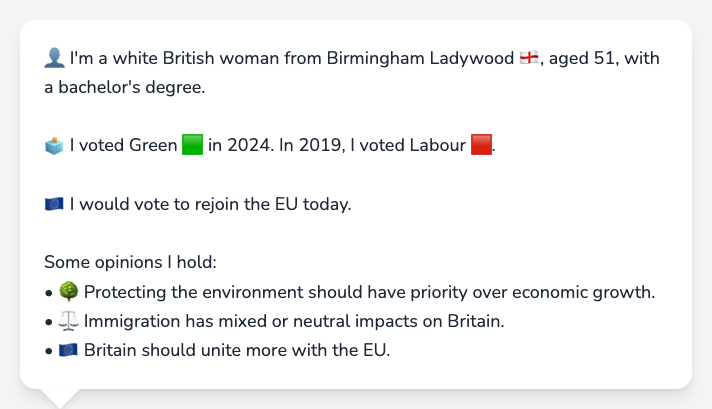 👤 I'm a white British woman from Birmingham Ladywood 🏴󠁧󠁢󠁥󠁮󠁧󠁿, aged 51, with
a bachelor's degree.
🗳️ I voted Green 🟩 in 2024. In 2019, I voted Labour 🟥.
🇪🇺 I would vote to rejoin the EU today.
Some opinions I hold:
• 🌳 Protecting the environment should have priority over economic growth.
• ⚖️ Immigration has mixed or neutral impacts on Britain.
• 🇪🇺 Britain should unite more with the EU.